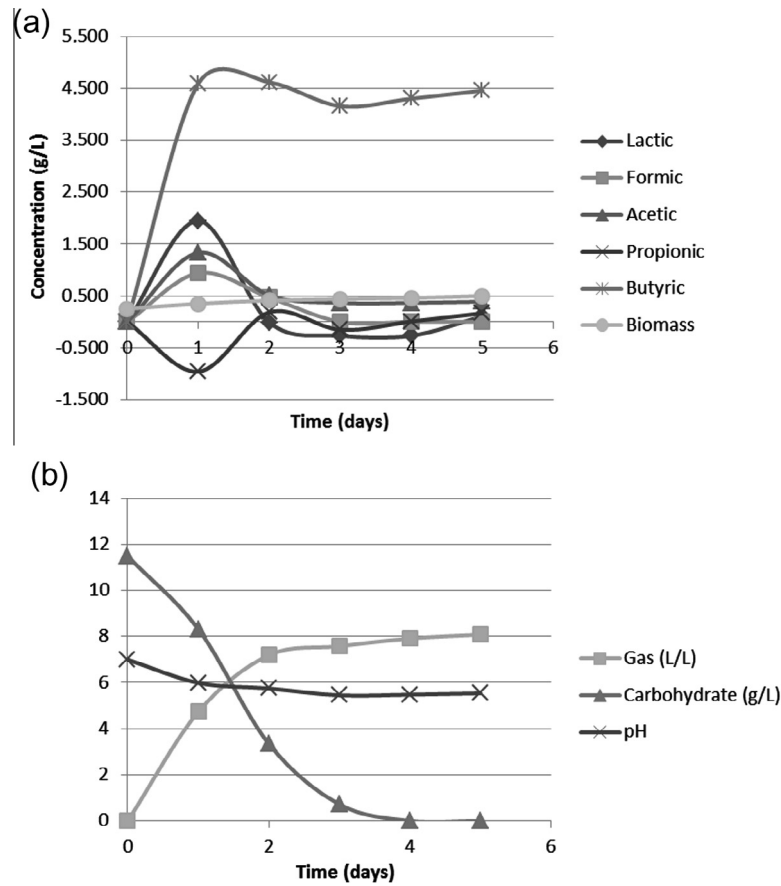 (a)
5.500
4.500
3.500
2.500
1.500
0.500
-0.500
-1.500
Concentration (g/L)
0 1 2 3 4 5 6
Time (days)
Lactic
Formic
Acetic
Propionic
Butyric
Biomass
(b)
14
12
10
8
6
4
2
0
0 2 4 6
Time (days)
Gas (L/L)
Carbohydrate (g/L)
pH